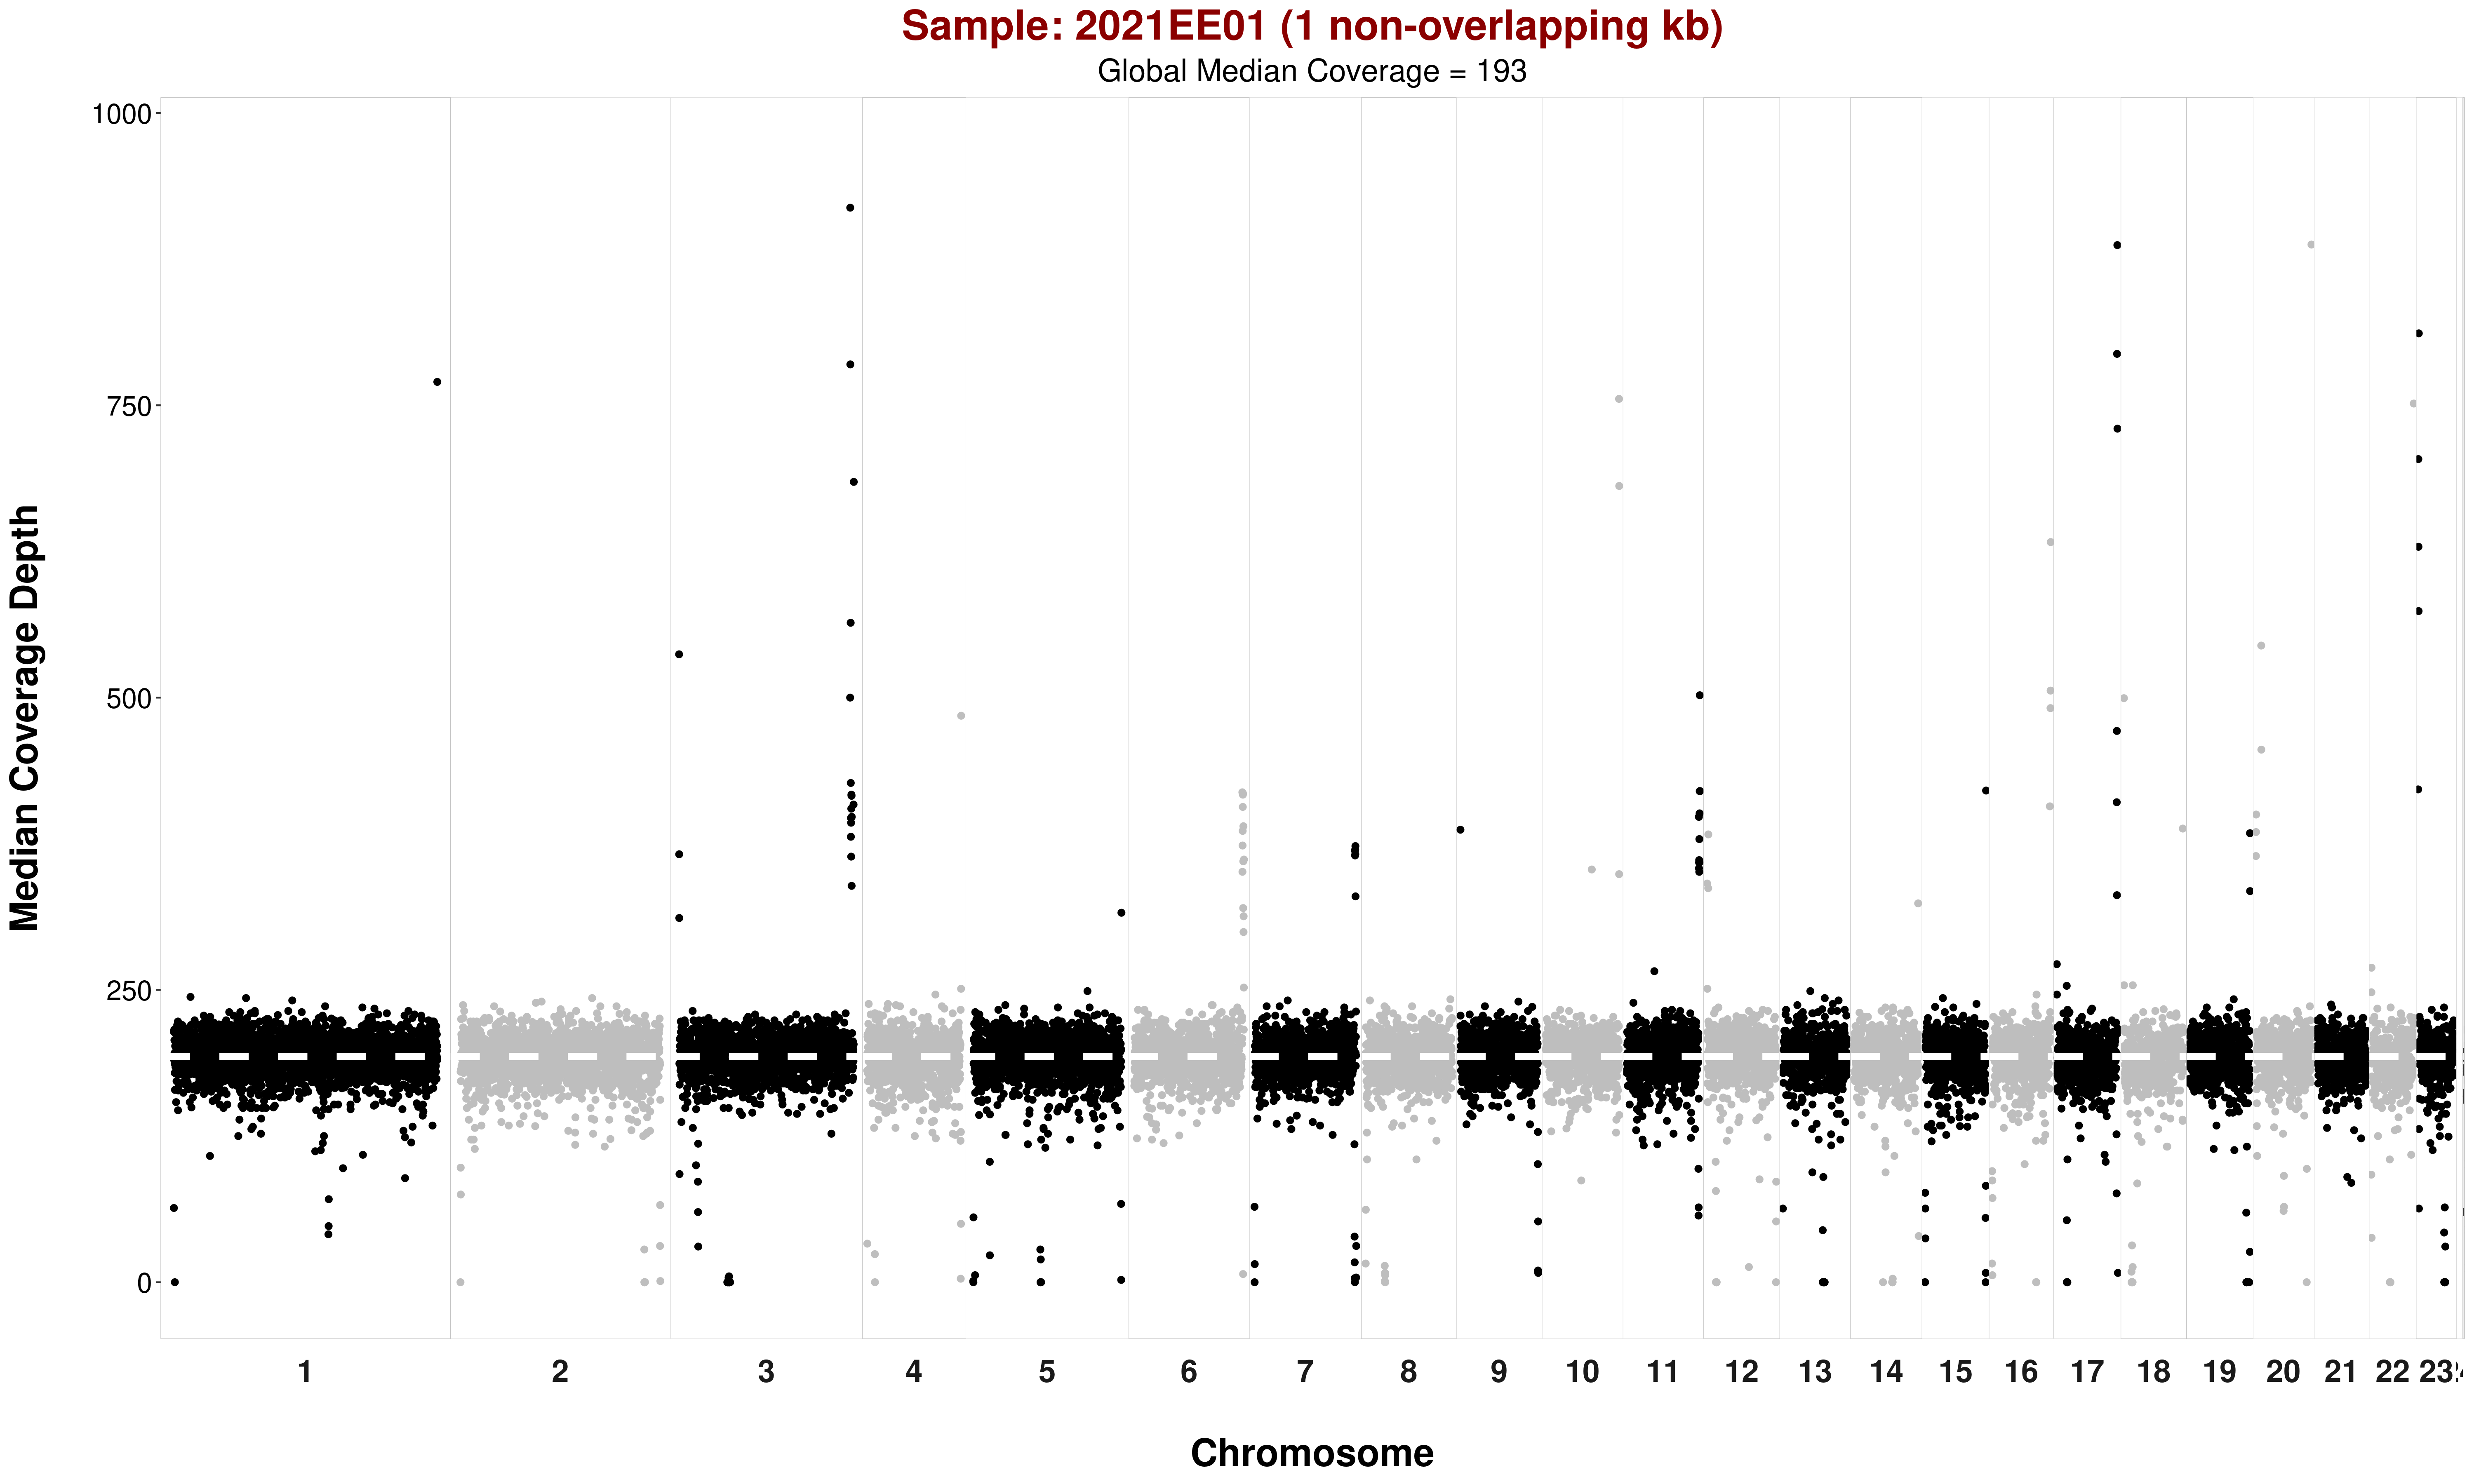 Sample: 2021EE01 (1 non-overlapping kb)
Global Median Coverage = 193
1000
750
500
250
0
Median Coverage Depth
1 2 3 4 5 6 7 8 9 10 11 12 13 14 15 16 17 18 19 20 21 22 23
Chromosome